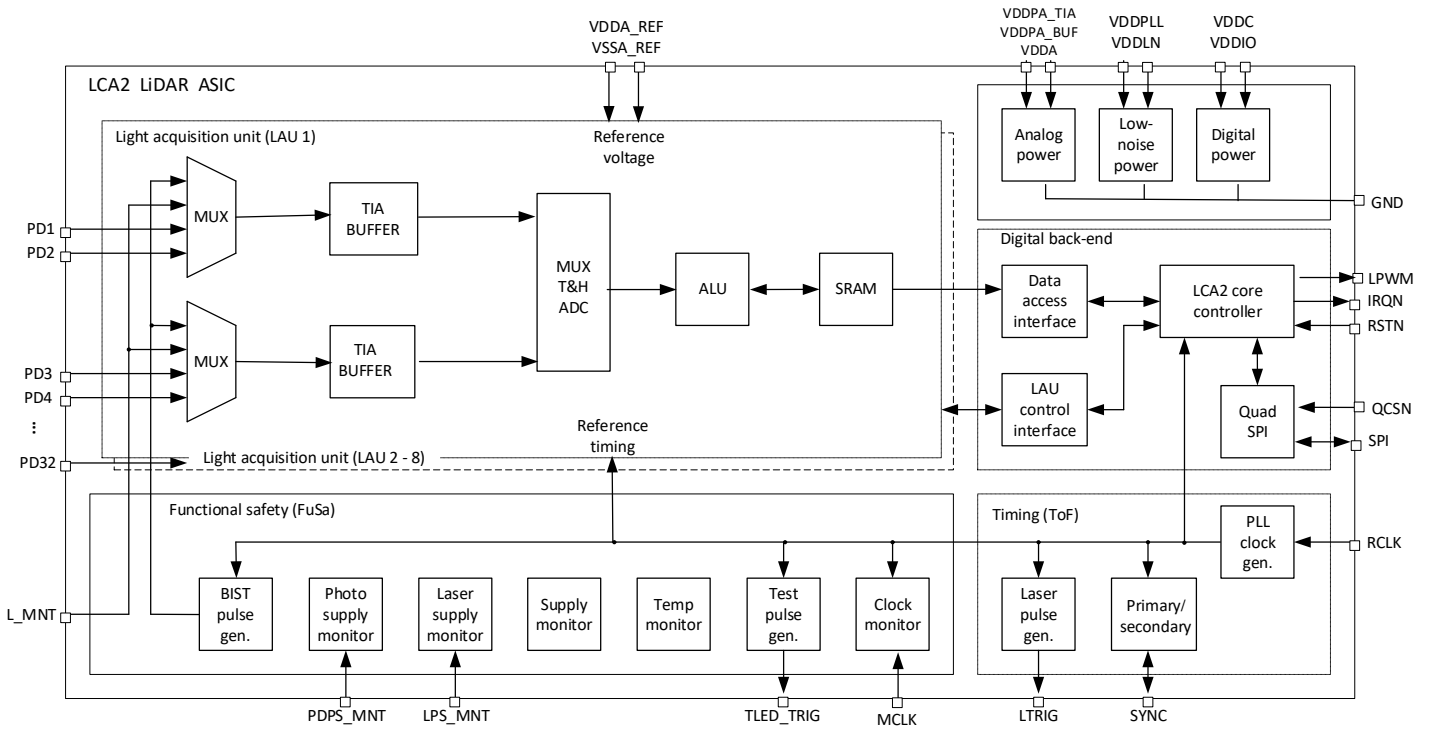 VDDA_REF
VSSA_REF
VDDPA_TIA
VDDPA_BUF
VDDA
VDDPLL
VDDLN
VDDC
VDDIO
LCA2 LiDAR ASIC
Light acquisition unit (LAU 1)
Reference
voltage
Analog
power
Low-
noise
power
Digital
power
GND
MUX
TIA
BUFFER
PD1
PD2
MUX
T&H
ADC
ALU
SRAM
Digital back-end
Data
access
interface
LCA2 core
controller
LPWM
IRQN
RSTN
MUX
TIA
BUFFER
PD3
PD4
...
PD32
LAU
control
interface
Quad
SPI
QCSN
SPI
Reference
timing
Light acquisition unit (LAU 2 - 8)
Functional safety (FuSa)
Timing (ToF)
PLL
clock
gen.
RCLK
L_MNT
BIST
pulse
gen.
Photo
supply
monitor
Laser
supply
monitor
Supply
monitor
Temp
monitor
Test
pulse
gen.
Clock
monitor
Laser
pulse
gen.
Primary/
secondary
PDPS_MNT
LPS_MNT
TLED_TRIG
MCLK
LTRIG
SYNC